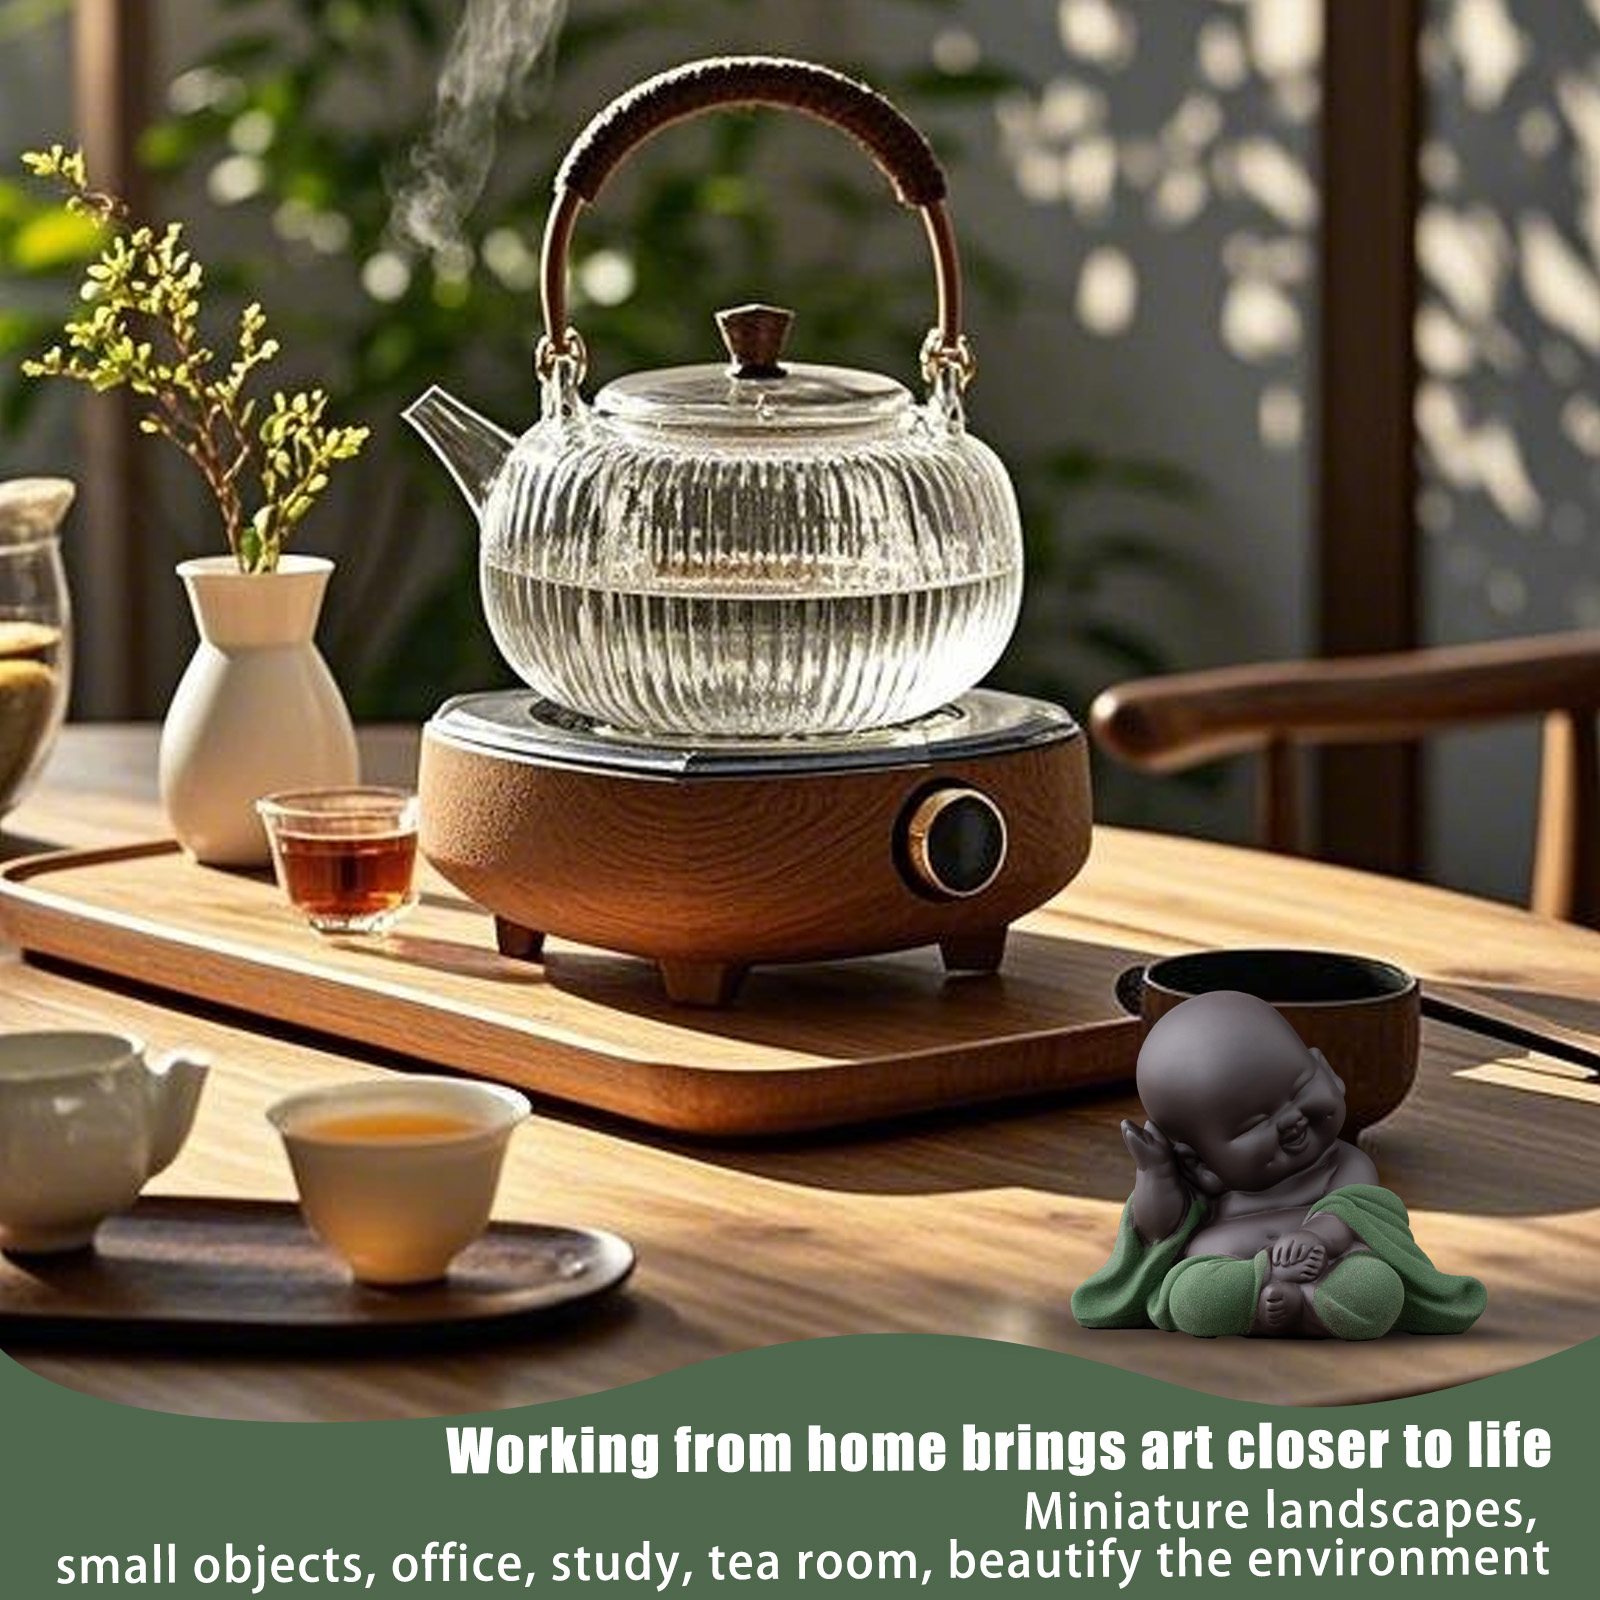 Working from home brings art closer to life
Miniature landscapes,
small objects, office, study, tea room, beautify the environment